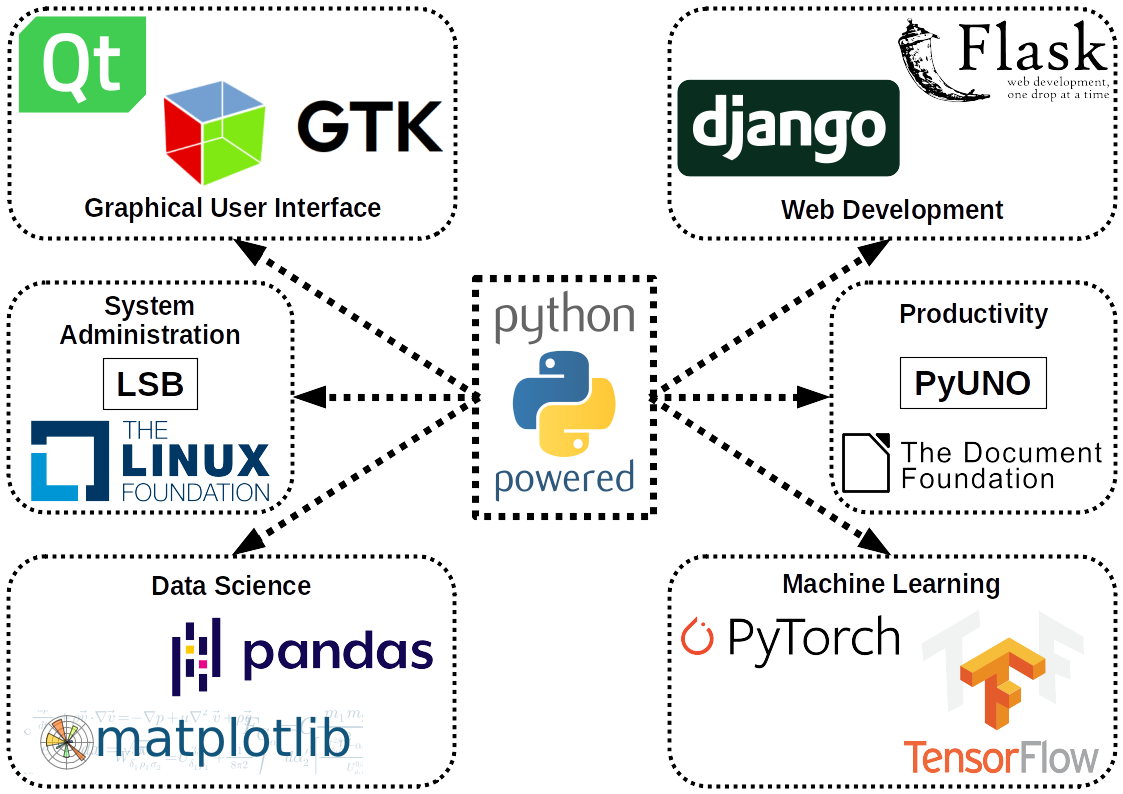 Qt
GTK
Graphical User Interface
Flask
web development,
one drop at a time
django
Web Development
System
Administration
LSB
THE
LINUX
FOUNDATION
python
powered
Productivity
PyUNO
The Document
Foundation
Data Science
pandas
matplotlib
Machine Learning
PyTorch
TF
TensorFlow